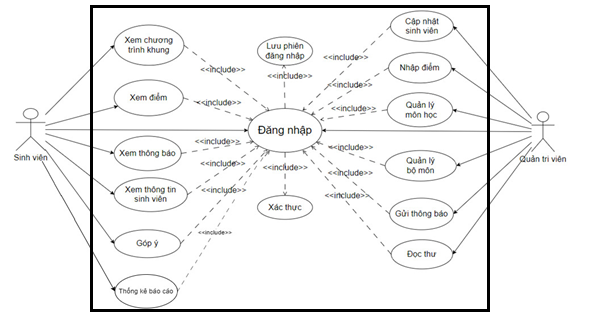 Xem chương
trình khung
<<include>>
Xem điểm
<<include>>
Xem thông báo
<<include>>
Xem thông tin
sinh viên
<<include>>
Góp ý
<<include>>
Thống kê báo cáo
<<include>>
Sinh viên
Lưu phiên
đăng nhập
<<include>>
Đăng nhập
<<include>>
Xác thực
Cập nhật
sinh viên
<<include>>
Nhập điểm
<<include>>
Quản lý
môn học
<<include>>
Quản lý
bộ môn
<<include>>
Gửi thông báo
<<include>>
Đọc thư
<<include>>
Quản trị viên